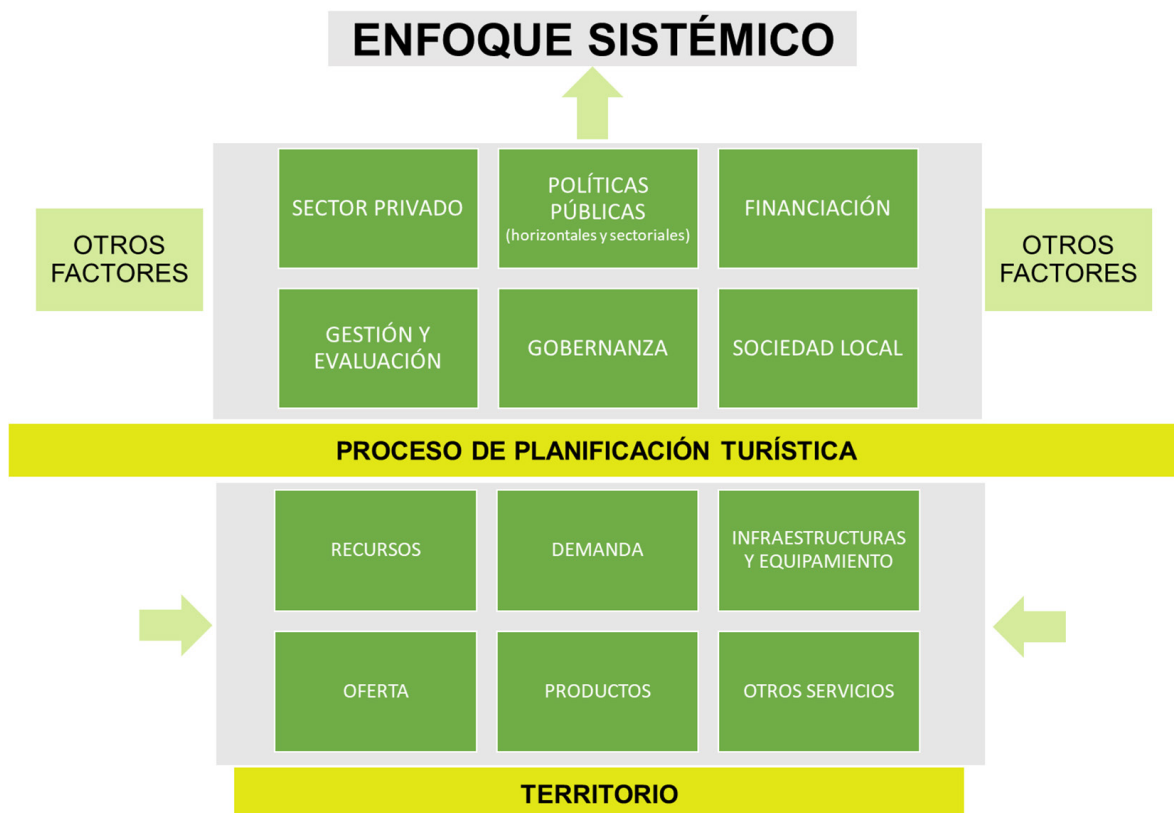 ENFOQUE SISTÉMICO
SECTOR PRIVADO
POLÍTICAS
PÚBLICAS
(horizontales y sectoriales)
FINANCIACIÓN
OTROS
FACTORES
OTROS
FACTORES
GESTIÓN Y
EVALUACIÓN
GOBERNANZA
SOCIEDAD LOCAL
PROCESO DE PLANIFICACIÓN TURÍSTICA
RECURSOS
DEMANDA
INFRAESTRUCTURAS
Y EQUIPAMIENTO
OFERTA
PRODUCTOS
OTROS SERVICIOS
TERRITORIO